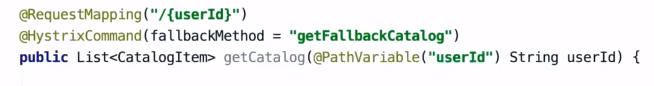 @RequestMapping("/{userId}")
@HystrixCommand(fallbackMethod = "getFallbackCatalog")
public List<CatalogItem> getCatalog(@PathVariable("userId") String userId) {